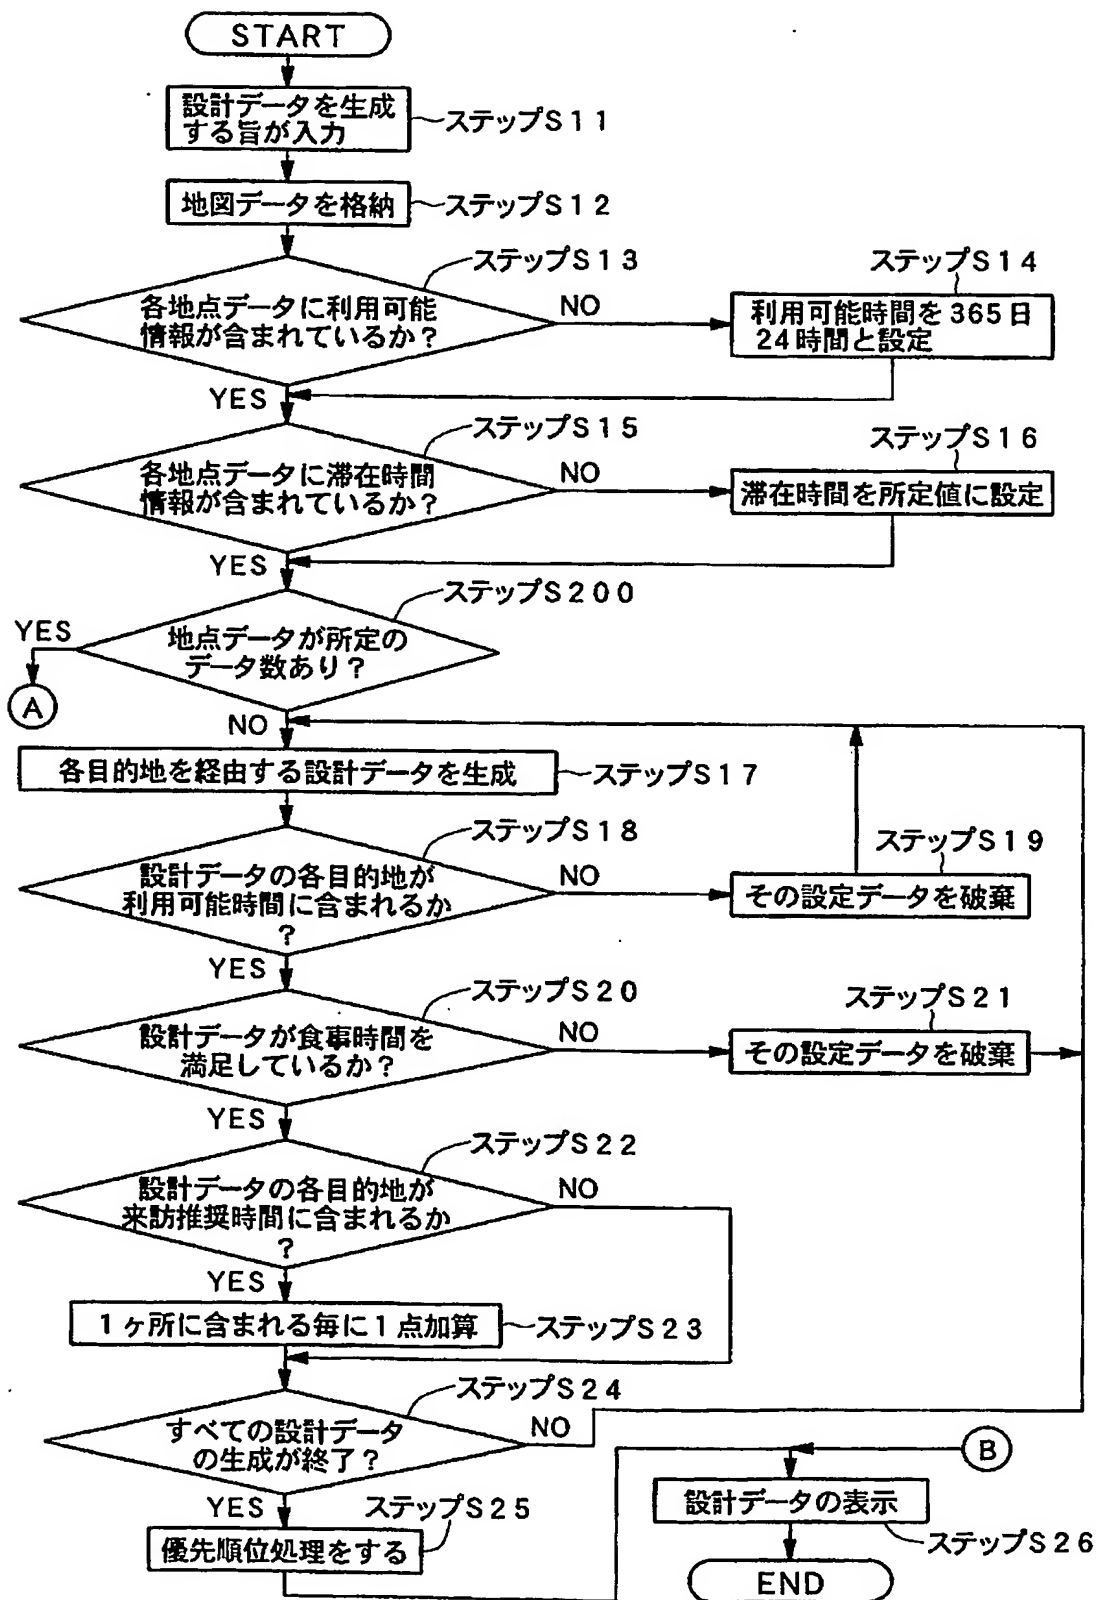 START
設計データを生成
する旨が入力
ステップS11
地図データを格納
ステップS12
ステップS13
各地点データに利用可能
情報が含まれているか?
NO
YES
ステップS14
利用可能時間を365日
24時間と設定
ステップS15
各地点データに滞在時間
情報が含まれているか?
NO
YES
ステップS16
滞在時間を所定値に設定
ステップS200
地点データが所定の
データ数あり?
YES
A
NO
各目的地を経由する設計データを生成
ステップS17
ステップS18
設計データの各目的地が
利用可能時間に含まれるか
?
NO
YES
ステップS19
その設定データを破棄
ステップS20
設計データが食事時間を
満足しているか?
NO
YES
ステップS21
その設定データを破棄
ステップS22
設計データの各目的地が
来訪推奨時間に含まれるか
?
NO
YES
1ヶ所に含まれる毎に1点加算
ステップS23
ステップS24
すべての設計データ
の生成が終了?
NO
YES
ステップS25
優先順位処理をする
B
設計データの表示
ステップS26
END